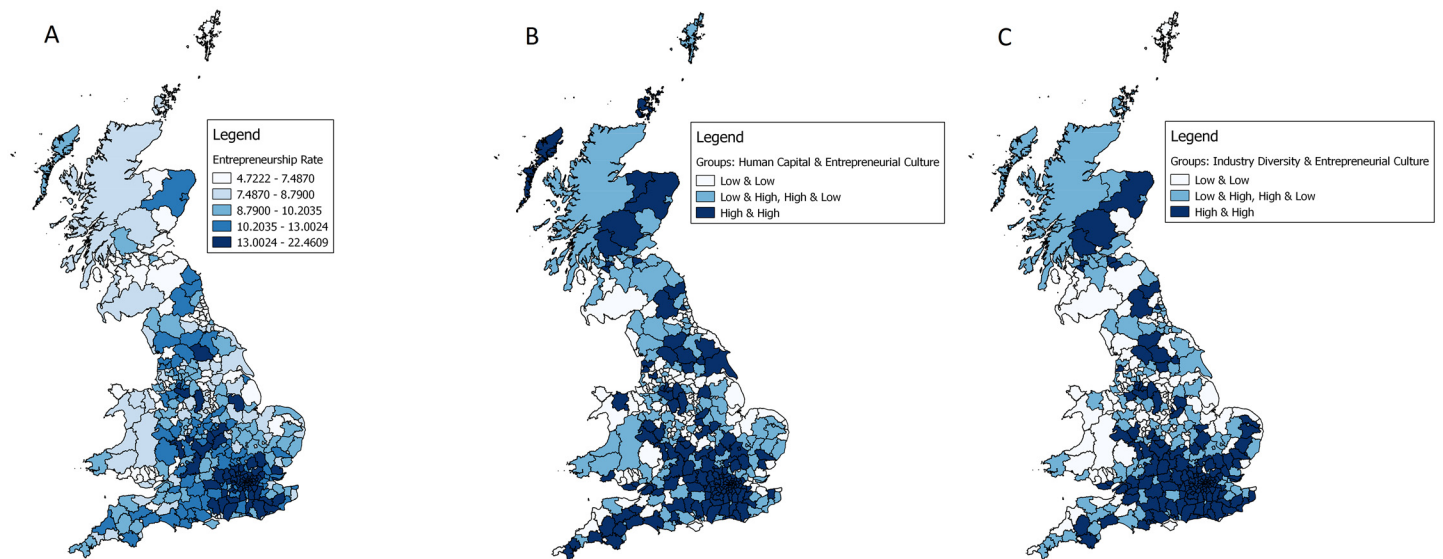 A
Legend
Entrepreneurship Rate
4.7222 - 7.4870
7.4870 - 8.7900
8.7900 - 10.2035
10.2035 - 13.0024
13.0024 - 22.4609
B
Legend
Groups: Human Capital & Entrepreneurial Culture
Low & Low
Low & High, High & Low
High & High
C
Legend
Groups: Industry Diversity & Entrepreneurial Culture
Low & Low
Low & High, High & Low
High & High